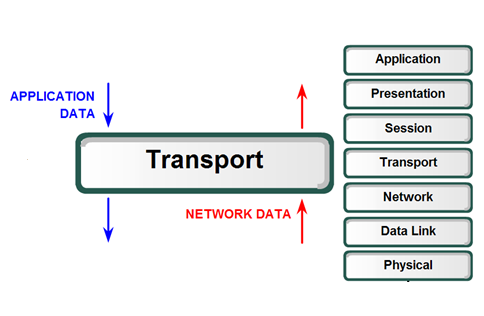 APPLICATION
DATA
Transport
NETWORK DATA
Application
Presentation
Session
Transport
Network
Data Link
Physical